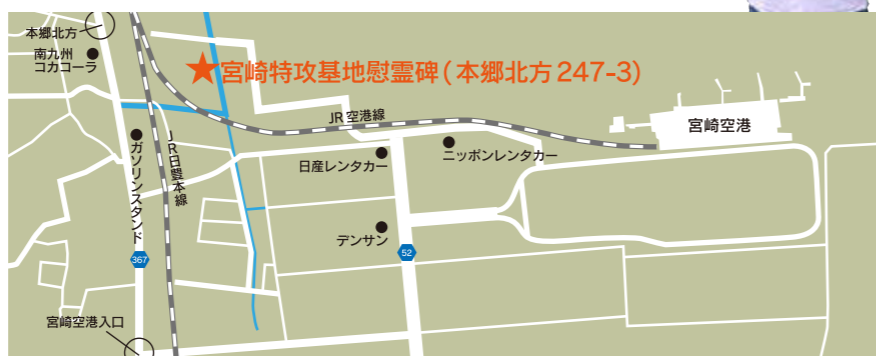 本郷北方
南九州
コカコーラ
★宮崎特攻基地慰霊碑(本郷北方247-3)
JR空港線
宮崎空港
ガソリンスタンド
JR日豊本線
日産レンタカー
ニッポンレンタカー
デンサン
367
52
宮崎空港入口